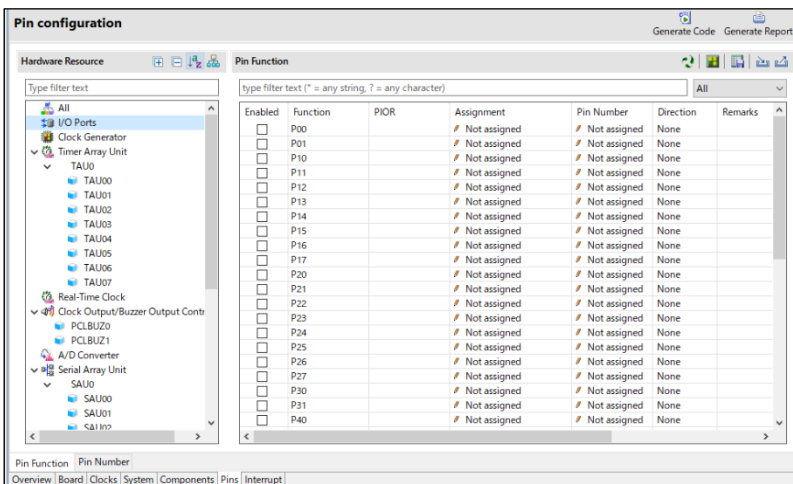 Pin configuration
Generate Code Generate Report
Hardware Resource
Type filter text
All
I/O Ports
Clock Generator
Timer Array Unit
TAU0
TAU00
TAU01
TAU02
TAU03
TAU04
TAU05
TAU06
TAU07
Real-Time Clock
Clock Output/Buzzer Output Contr
PCLBUZ0
PCLBUZ1
A/D Converter
Serial Array Unit
SAU0
SAU00
SAU01
SAU02
Pin Function
type filter text (* = any string, ? = any character) All
Enabled Function PIOR Assignment Pin Number Direction Remarks
P00 Not assigned Not assigned None
P01 Not assigned Not assigned None
P10 Not assigned Not assigned None
P11 Not assigned Not assigned None
P12 Not assigned Not assigned None
P13 Not assigned Not assigned None
P14 Not assigned Not assigned None
P15 Not assigned Not assigned None
P16 Not assigned Not assigned None
P17 Not assigned Not assigned None
P20 Not assigned Not assigned None
P21 Not assigned Not assigned None
P22 Not assigned Not assigned None
P23 Not assigned Not assigned None
P24 Not assigned Not assigned None
P25 Not assigned Not assigned None
P26 Not assigned Not assigned None
P27 Not assigned Not assigned None
P30 Not assigned Not assigned None
P31 Not assigned Not assigned None
P40 Not assigned Not assigned None
Pin Function Pin Number
Overview Board Clocks System Components Pins Interrupt